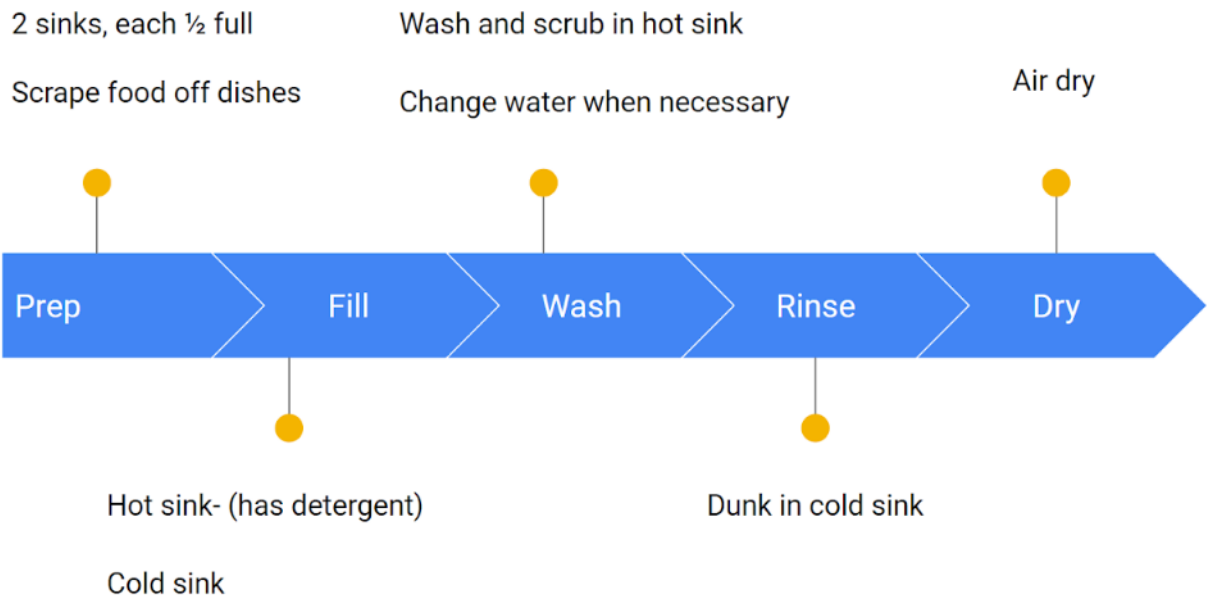 2 sinks, each ½ full
Scrape food off dishes
Wash and scrub in hot sink
Change water when necessary
Air dry
Prep
Fill
Wash
Rinse
Dry
Hot sink- (has detergent)
Cold sink
Dunk in cold sink